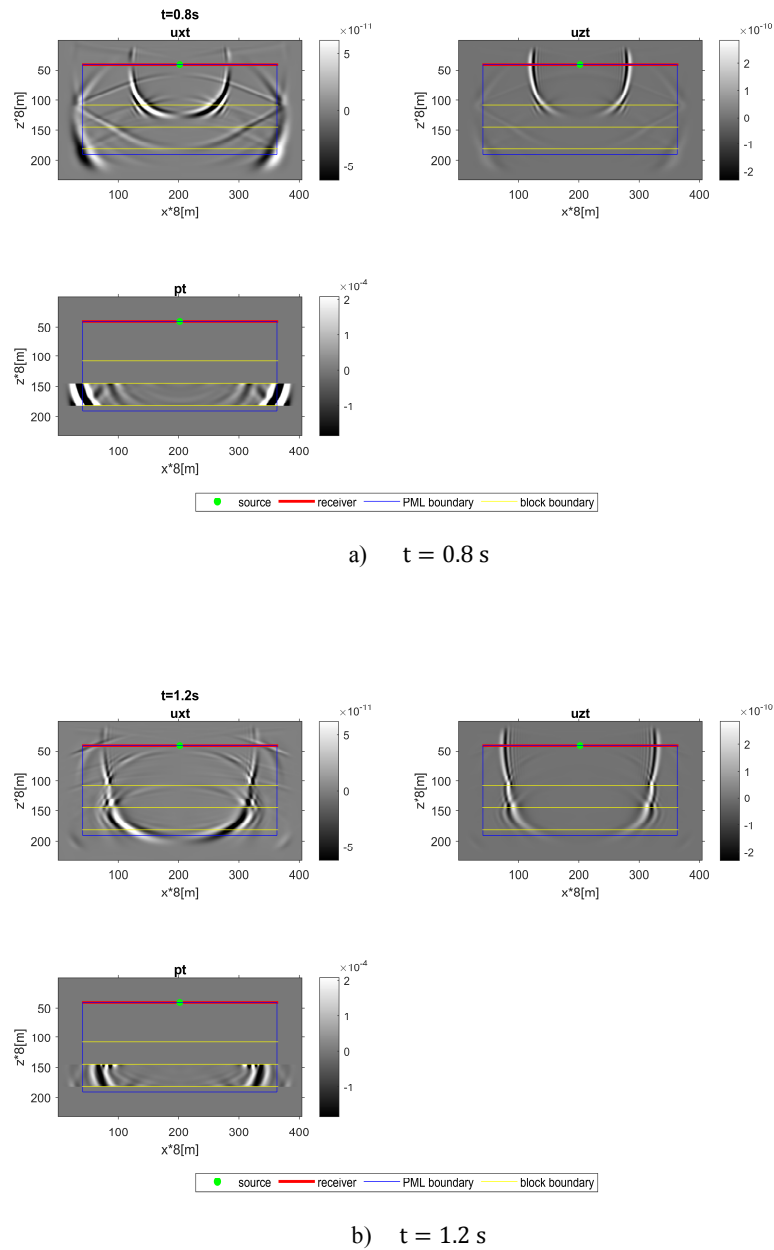 t=0.8s
uxt
×10⁻¹¹
50
100
150
200
z*8[m]
100 200 300 400
x*8[m]
5
0
-5
uzt
×10⁻¹⁰
50
100
150
200
z*8[m]
100 200 300 400
x*8[m]
2
1
0
-1
-2
pt
×10⁻⁴
50
100
150
200
z*8[m]
100 200 300 400
x*8[m]
2
1
0
-1
source receiver PML boundary block boundary
a) t = 0.8 s
t=1.2s
uxt
×10⁻¹¹
50
100
150
200
z*8[m]
100 200 300 400
x*8[m]
5
0
-5
uzt
×10⁻¹⁰
50
100
150
200
z*8[m]
100 200 300 400
x*8[m]
2
1
0
-1
-2
pt
×10⁻⁴
50
100
150
200
z*8[m]
100 200 300 400
x*8[m]
2
1
0
-1
source receiver PML boundary block boundary
b) t = 1.2 s